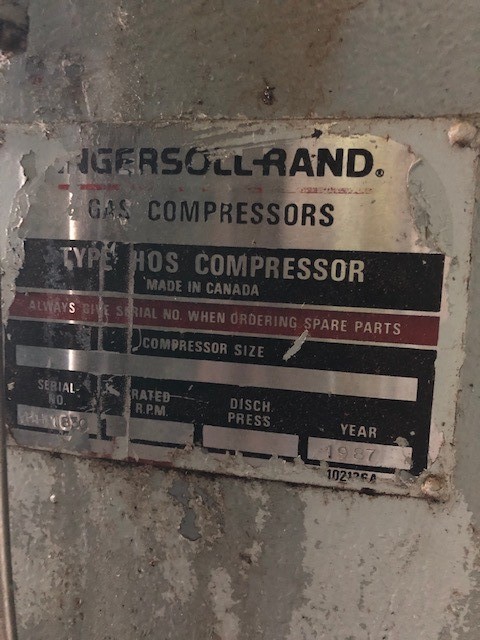 INGERSOLL-RAND®
GAS COMPRESSORS
TYPE HOS COMPRESSOR
MADE IN CANADA
ALWAYS GIVE SERIAL NO. WHEN ORDERING SPARE PARTS
COMPRESSOR SIZE
SERIAL NO.
RATED R.P.M.
DISCH. PRESS
YEAR
1987